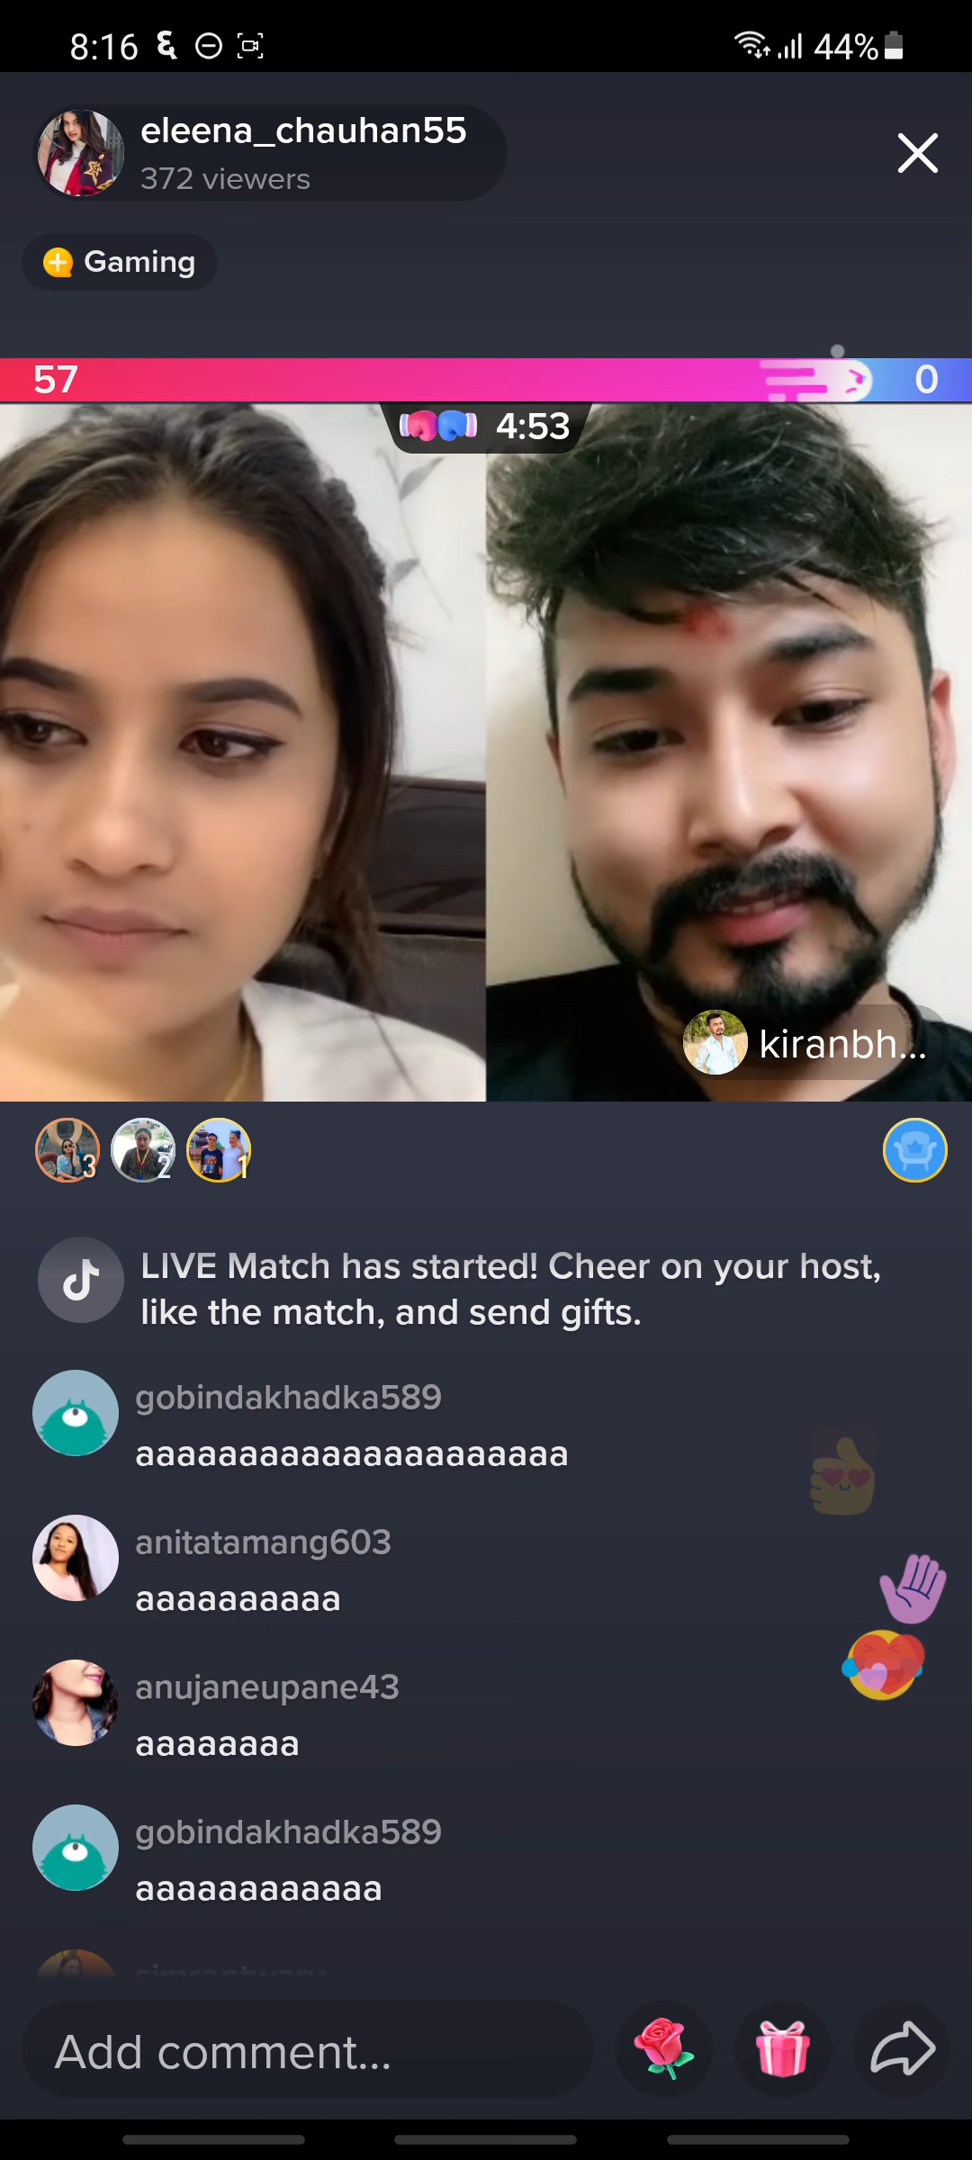 8:16
44%
eleena_chauhan55
372 viewers
Gaming
57
0
4:53
kiranbh...
3
2
1
LIVE Match has started! Cheer on your host,
like the match, and send gifts.
gobindakhadka589
aaaaaaaaaaaaaaaaaaaaa
anitatamang603
aaaaaaaaaa
anujaneupane43
aaaaaaaa
gobindakhadka589
aaaaaaaaaaaa
Add comment...